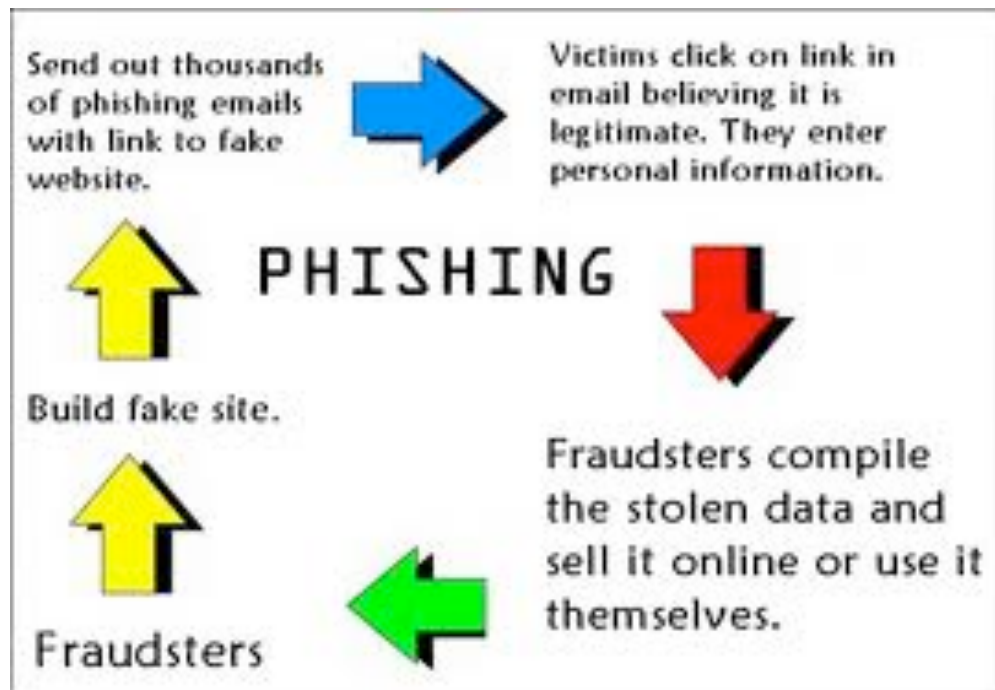 Send out thousands
of phishing emails
with link to fake
website.
Victims click on link in
email believing it is
legitimate. They enter
personal information.
PHISHING
Build fake site.
Fraudsters compile
the stolen data and
sell it online or use it
themselves.
Fraudsters